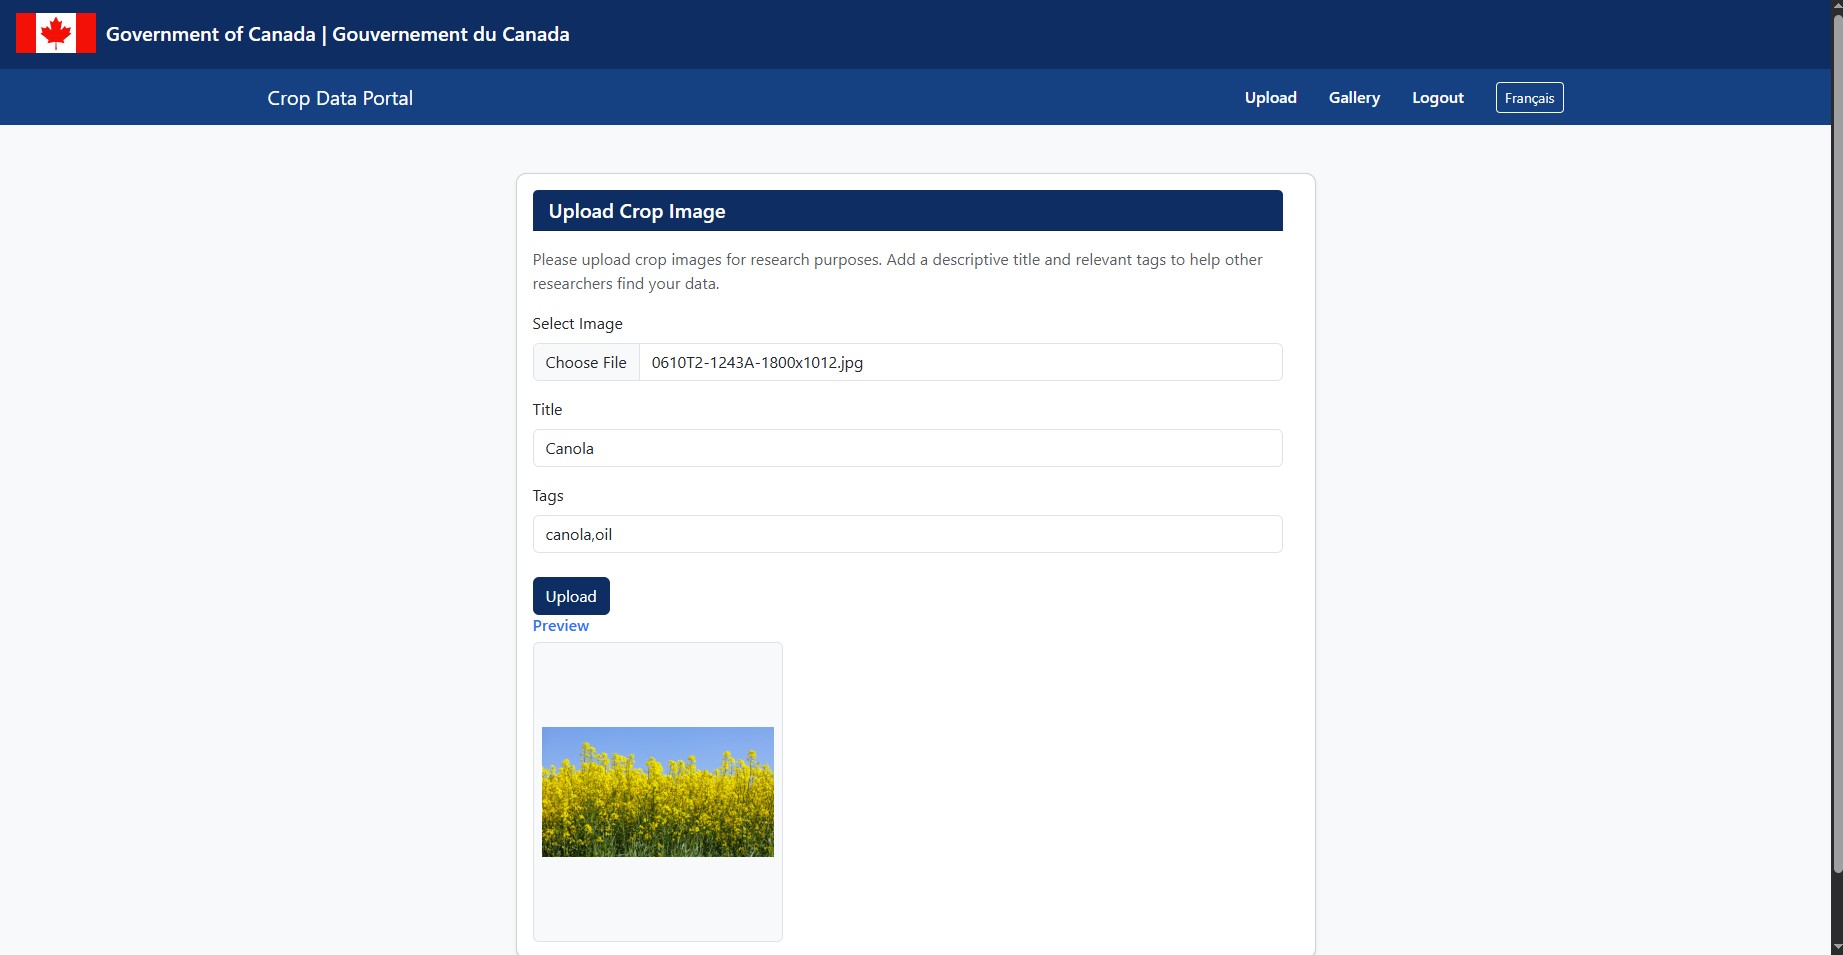 Government of Canada | Gouvernement du Canada
Crop Data Portal
Upload
Gallery
Logout
Français
Upload Crop Image
Please upload crop images for research purposes. Add a descriptive title and relevant tags to help other
researchers find your data.
Select Image
Choose File
0610T2-1243A-1800x1012.jpg
Title
Canola
Tags
canola,oil
Upload
Preview